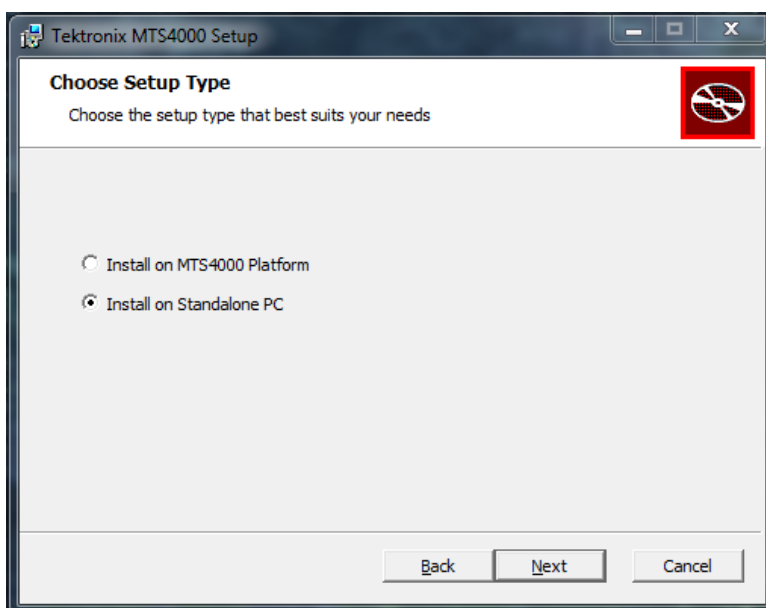 Tektronix MTS4000 Setup
Choose Setup Type
Choose the setup type that best suits your needs
Install on MTS4000 Platform
Install on Standalone PC
Back Next Cancel